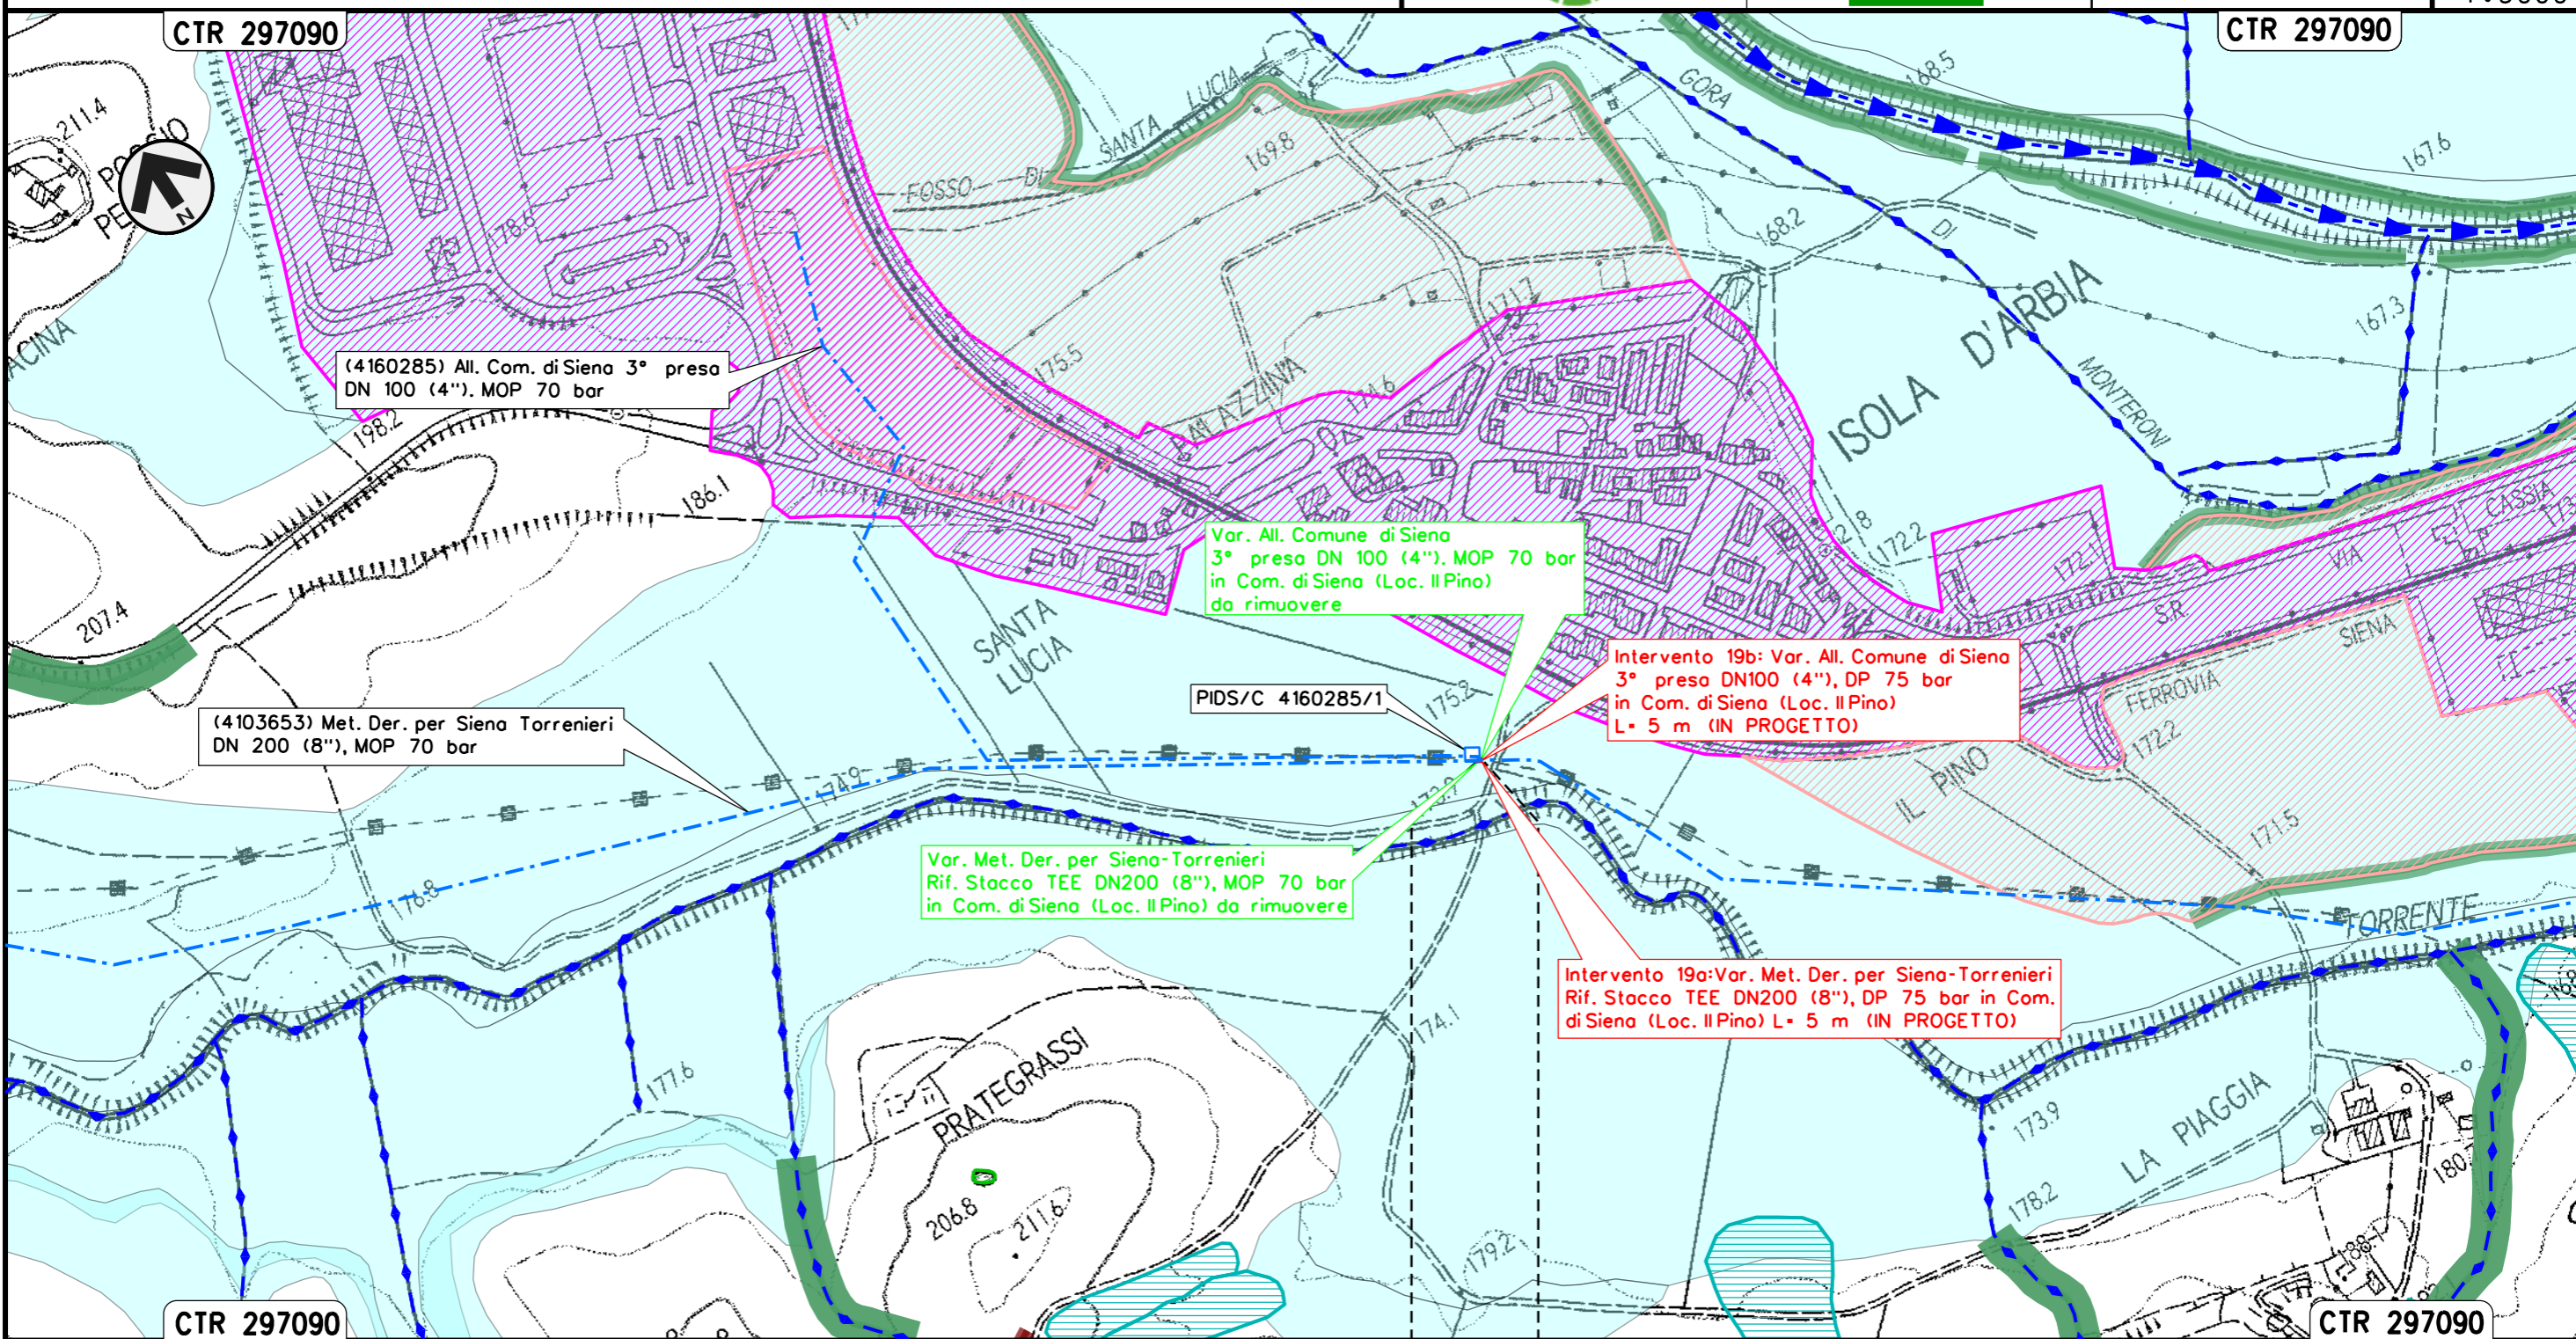 CTR 297090
CTR 297090
211.4
POGGIO
168.5
GORA
LUCIA
SANTA
DI
FOSSO
169.8
167.6
178.6
168.2
DI
ISOLA D'ARBIA
167.3
171.7
175.5
PALAZZINA
174.6
MONTERONI
(4160285) All. Com. di Siena 3° presa
DN 100 (4"). MOP 70 bar
198.2
186.1
Var. All. Comune di Siena
3° presa DN 100 (4"). MOP 70 bar
in Com. di Siena (Loc. Il Pino)
da rimuovere
172.2
172.1
VIA
CASSIA
S.R.
SIENA
FERROVIA
207.4
SANTA
LUCIA
Intervento 19b: Var. All. Comune di Siena
3° presa DN100 (4"), DP 75 bar
in Com. di Siena (Loc. Il Pino)
L= 5 m (IN PROGETTO)
PIDS/C 4160285/1
175.2
(4103653) Met. Der. per Siena Torrenieri
DN 200 (8"), MOP 70 bar
172.2
IL PINO
174.9
171.5
Var. Met. Der. per Siena-Torrenieri
Rif. Stacco TEE DN200 (8"), MOP 70 bar
in Com. di Siena (Loc. Il Pino) da rimuovere
176.8
TORRENTE
Intervento 19a:Var. Met. Der. per Siena-Torrenieri
Rif. Stacco TEE DN200 (8"), DP 75 bar in Com.
di Siena (Loc. Il Pino) L= 5 m (IN PROGETTO)
174.1
177.6
PRATEGRASSI
173.9
LA PIAGGIA
178.2
206.8
211.6
179.2
188.1
CTR 297090
CTR 297090
N